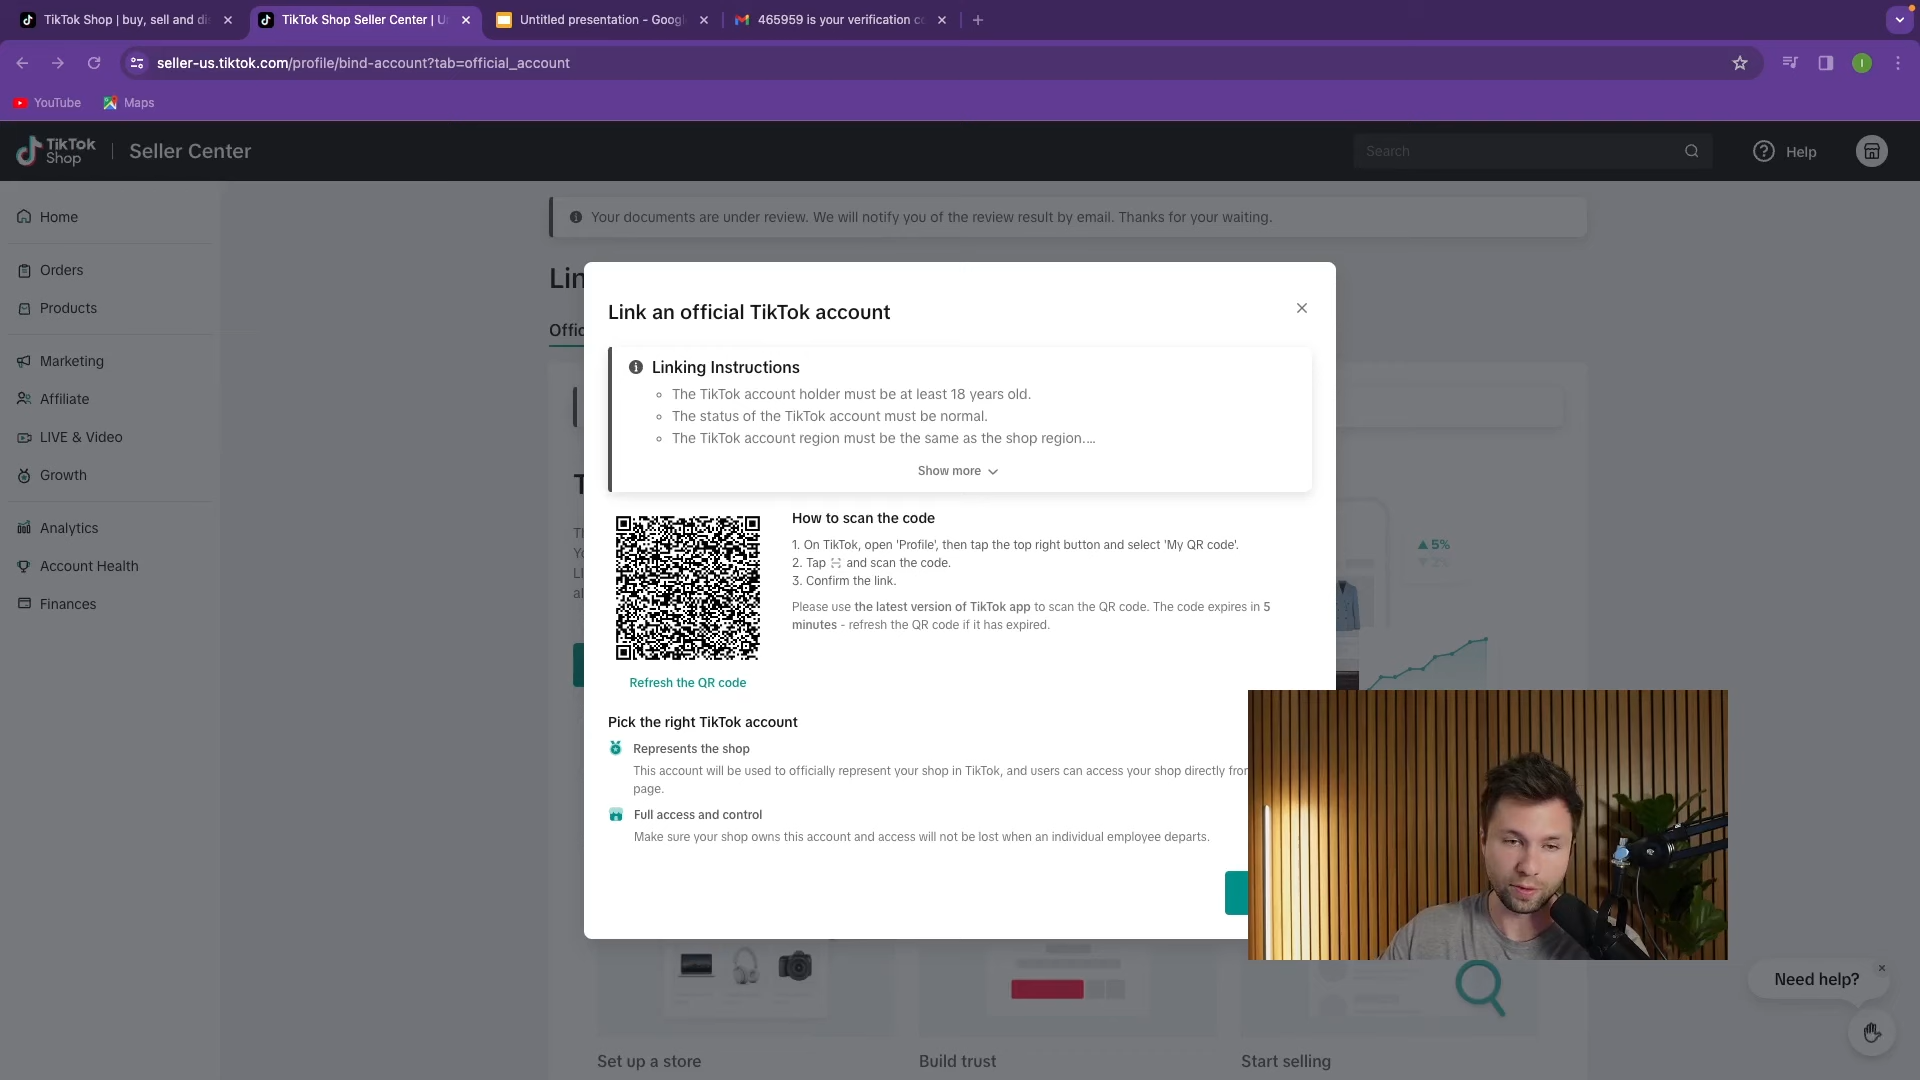 TikTok Shop | buy, sell and di
TikTok Shop Seller Center | U
Untitled presentation - Googl
465959 is your verification c
seller-us.tiktok.com/profile/bind-account?tab=official_account
YouTube
Maps
TikTok
Shop
Seller Center
Search
Help
Home
Orders
Products
Marketing
Affiliate
LIVE & Video
Growth
Analytics
Account Health
Finances
Your documents are under review. We will notify you of the review result by email. Thanks for your waiting.
Lin
Offic
Link an official TikTok account
Linking Instructions
The TikTok account holder must be at least 18 years old.
The status of the TikTok account must be normal.
The TikTok account region must be the same as the shop region....
Show more
How to scan the code
1. On TikTok, open 'Profile', then tap the top right button and select 'My QR code'.
2. Tap and scan the code.
3. Confirm the link.
Please use the latest version of TikTok app to scan the QR code. The code expires in 5
minutes - refresh the QR code if it has expired.
Refresh the QR code
Pick the right TikTok account
Represents the shop
This account will be used to officially represent your shop in TikTok, and users can access your shop directly from
page.
Full access and control
Make sure your shop owns this account and access will not be lost when an individual employee departs.
5%
Need help?
Set up a store
Build trust
Start selling